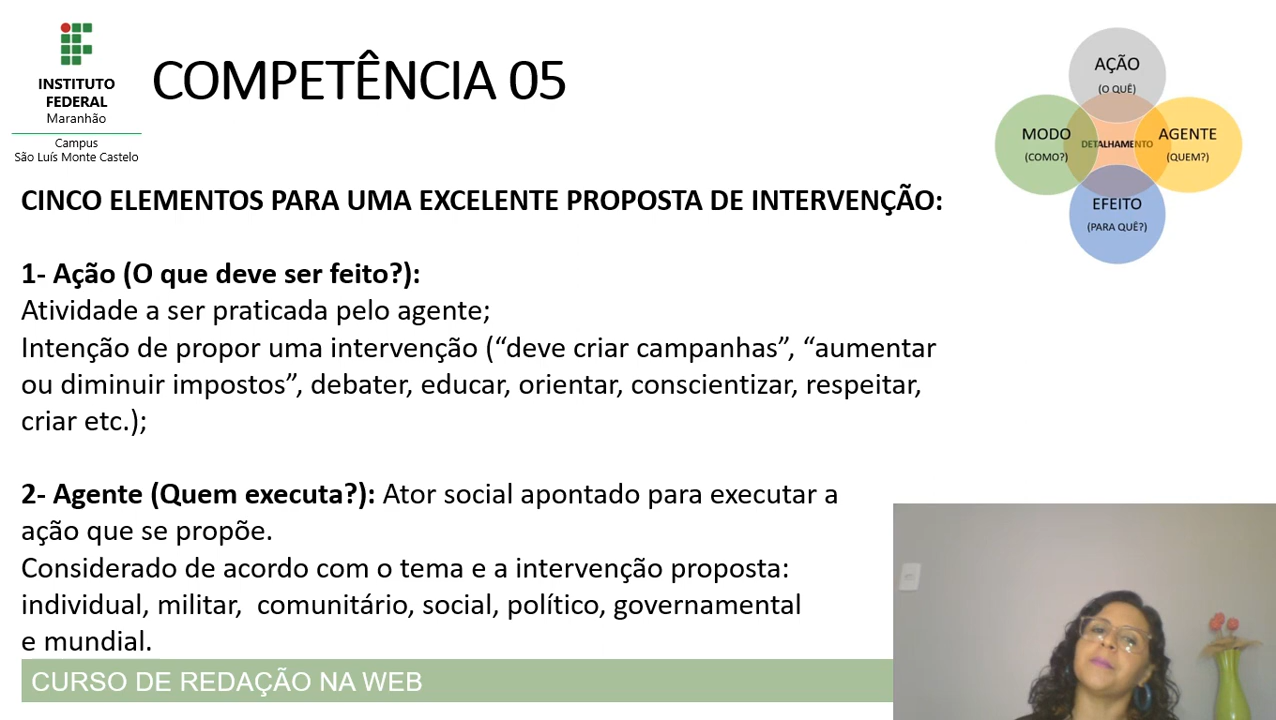 INSTITUTO
FEDERAL
Maranhão
Campus
São Luís Monte Castelo
COMPETÊNCIA 05
AÇÃO
(O QUÊ)
MODO
(COMO?)
DETALHAMENTO
AGENTE
(QUEM?)
EFEITO
(PARA QUÊ?)
CINCO ELEMENTOS PARA UMA EXCELENTE PROPOSTA DE INTERVENÇÃO:
1- Ação (O que deve ser feito?):
Atividade a ser praticada pelo agente;
Intenção de propor uma intervenção (“deve criar campanhas”, “aumentar
ou diminuir impostos”, debater, educar, orientar, conscientizar, respeitar,
criar etc.);
2- Agente (Quem executa?): Ator social apontado para executar a
ação que se propõe.
Considerado de acordo com o tema e a intervenção proposta:
individual, militar,  comunitário, social, político, governamental
e mundial.
CURSO DE REDAÇÃO NA WEB